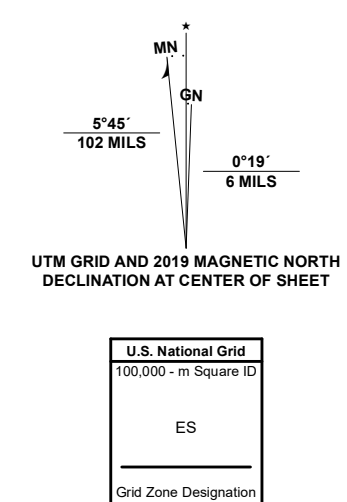 MN
GN
5°45´
102 MILS
0°19´
6 MILS
UTM GRID AND 2019 MAGNETIC NORTH
DECLINATION AT CENTER OF SHEET
U.S. National Grid
100,000 - m Square ID
ES
Grid Zone Designation